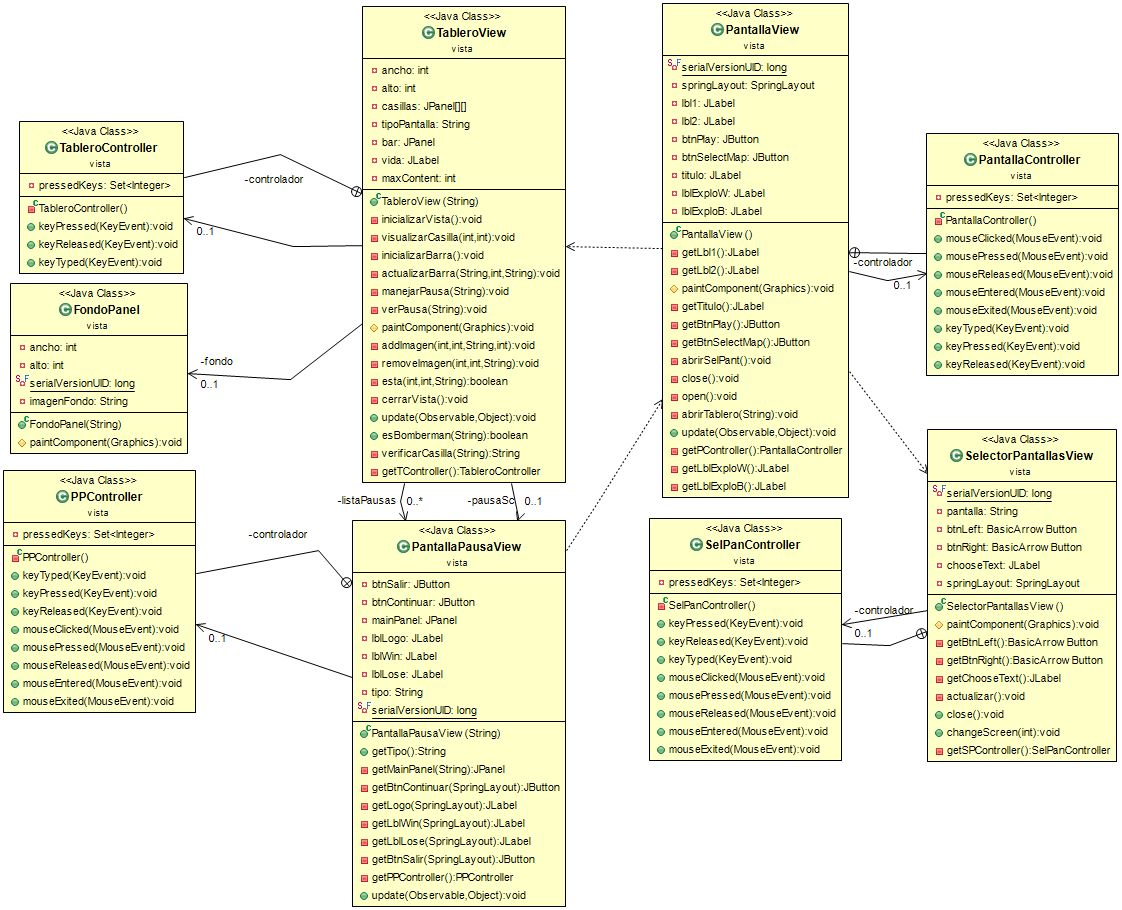 <<Java Class>>
TableroView
vista
ancho: int
alto: int
casillas: JPanel[][]
tipoPantalla: String
bar: JPanel
vida: JLabel
maxContent: int
TableroView (String)
inicializarVista():void
visualizarCasilla(int,int):void
inicializarBarra():void
actualizarBarra(String,int,String):void
manejarPausa(String):void
verPausa(String):void
paintComponent(Graphics):void
addImagen(int,int,String,int):void
removeImagen(int,int,String):void
esta(int,int,String):boolean
cerrarVista():void
update(Observable,Object):void
esBomberman(String):boolean
verificarCasilla(String):String
getTController():TableroController
<<Java Class>>
PantallaView
vista
S F serialVersionUID: long
springLayout: SpringLayout
lbl1: JLabel
lbl2: JLabel
btnPlay: JButton
btnSelectMap: JButton
titulo: JLabel
lblExploW: JLabel
lblExploB: JLabel
PantallaView ()
getLbl1():JLabel
getLbl2():JLabel
paintComponent(Graphics):void
getTitulo():JLabel
getBtnPlay():JButton
getBtnSelectMap():JButton
abrirSelPant():void
close():void
open():void
abrirTablero(String):void
update(Observable,Object):void
getPController():PantallaController
getLblExploW():JLabel
getLblExploB():JLabel
<<Java Class>>
TableroController
vista
pressedKeys: Set<Integer>
TableroController()
keyPressed(KeyEvent):void
keyReleased(KeyEvent):void
keyTyped(KeyEvent):void
-controlador
0..1
<<Java Class>>
PantallaController
vista
pressedKeys: Set<Integer>
PantallaController()
mouseClicked(MouseEvent):void
mousePressed(MouseEvent):void
mouseReleased(MouseEvent):void
mouseEntered(MouseEvent):void
mouseExited(MouseEvent):void
keyTyped(KeyEvent):void
keyPressed(KeyEvent):void
keyReleased(KeyEvent):void
-controlador
0..1
<<Java Class>>
FondoPanel
vista
ancho: int
alto: int
S F serialVersionUID: long
imagenFondo: String
FondoPanel(String)
paintComponent(Graphics):void
-fondo
0..1
<<Java Class>>
PPController
vista
pressedKeys: Set<Integer>
PPController()
keyTyped(KeyEvent):void
keyPressed(KeyEvent):void
keyReleased(KeyEvent):void
mouseClicked(MouseEvent):void
mousePressed(MouseEvent):void
mouseReleased(MouseEvent):void
mouseEntered(MouseEvent):void
mouseExited(MouseEvent):void
-controlador
0..1
-listaPausas
0..*
-pausaSc
0..1
<<Java Class>>
PantallaPausaView
vista
btnSalir: JButton
btnContinuar: JButton
mainPanel: JPanel
lblLogo: JLabel
lblWin: JLabel
lblLose: JLabel
tipo: String
S F serialVersionUID: long
PantallaPausaView (String)
getTipo():String
getMainPanel(String):JPanel
getBtnContinuar(SpringLayout):JButton
getLogo(SpringLayout):JLabel
getLblWin(SpringLayout):JLabel
getLblLose(SpringLayout):JLabel
getBtnSalir(SpringLayout):JButton
getPPController():PPController
update(Observable,Object):void
<<Java Class>>
SelPanController
vista
pressedKeys: Set<Integer>
SelPanController()
keyPressed(KeyEvent):void
keyReleased(KeyEvent):void
keyTyped(KeyEvent):void
mouseClicked(MouseEvent):void
mousePressed(MouseEvent):void
mouseReleased(MouseEvent):void
mouseEntered(MouseEvent):void
mouseExited(MouseEvent):void
-controlador
0..1
<<Java Class>>
SelectorPantallasView
vista
S F serialVersionUID: long
pantalla: String
btnLeft: BasicArrow Button
btnRight: BasicArrow Button
chooseText: JLabel
springLayout: SpringLayout
SelectorPantallasView ()
paintComponent(Graphics):void
getBtnLeft():BasicArrow Button
getBtnRight():BasicArrow Button
getChooseText():JLabel
actualizar():void
close():void
changeScreen(int):void
getSPController():SelPanController